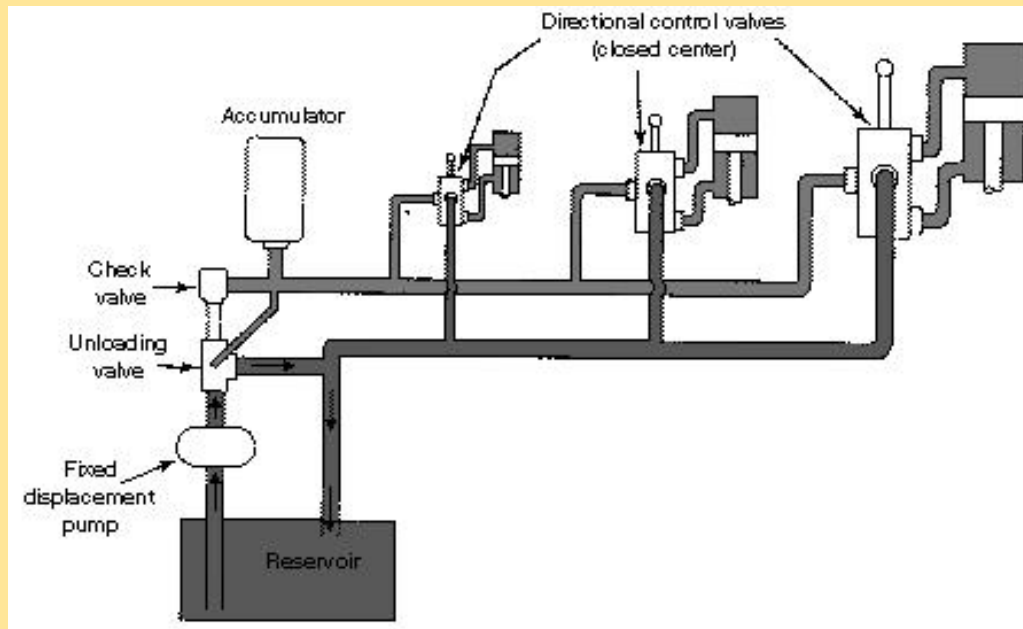 Directional control valves
(closed center)
Accumulator
Check
valve
Unloading
valve
Fixed
displacement
pump
Reservoir